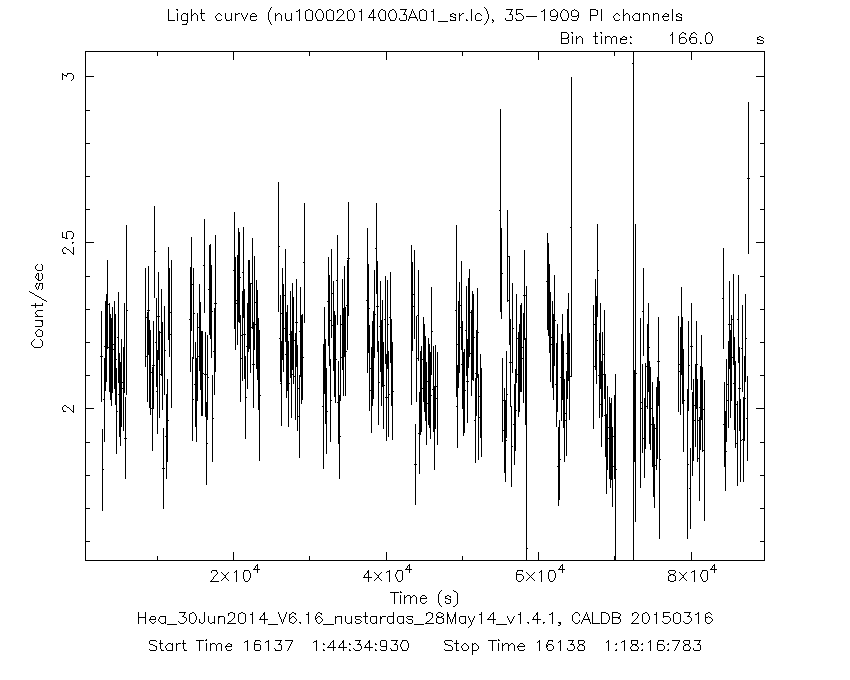 Light curve (nu10002014003A01_sr.lc), 35-1909 PI channels
Bin time: 166.0 s
3
2.5
2
Count/sec
2×10⁴ 4×10⁴ 6×10⁴ 8×10⁴
Time (s)
Hea_30Jun2014_V6.16_nustardas_28May14_v1.4.1, CALDB 20150316
Start Time 16137 1:44:34:930 Stop Time 16138 1:18:16:783